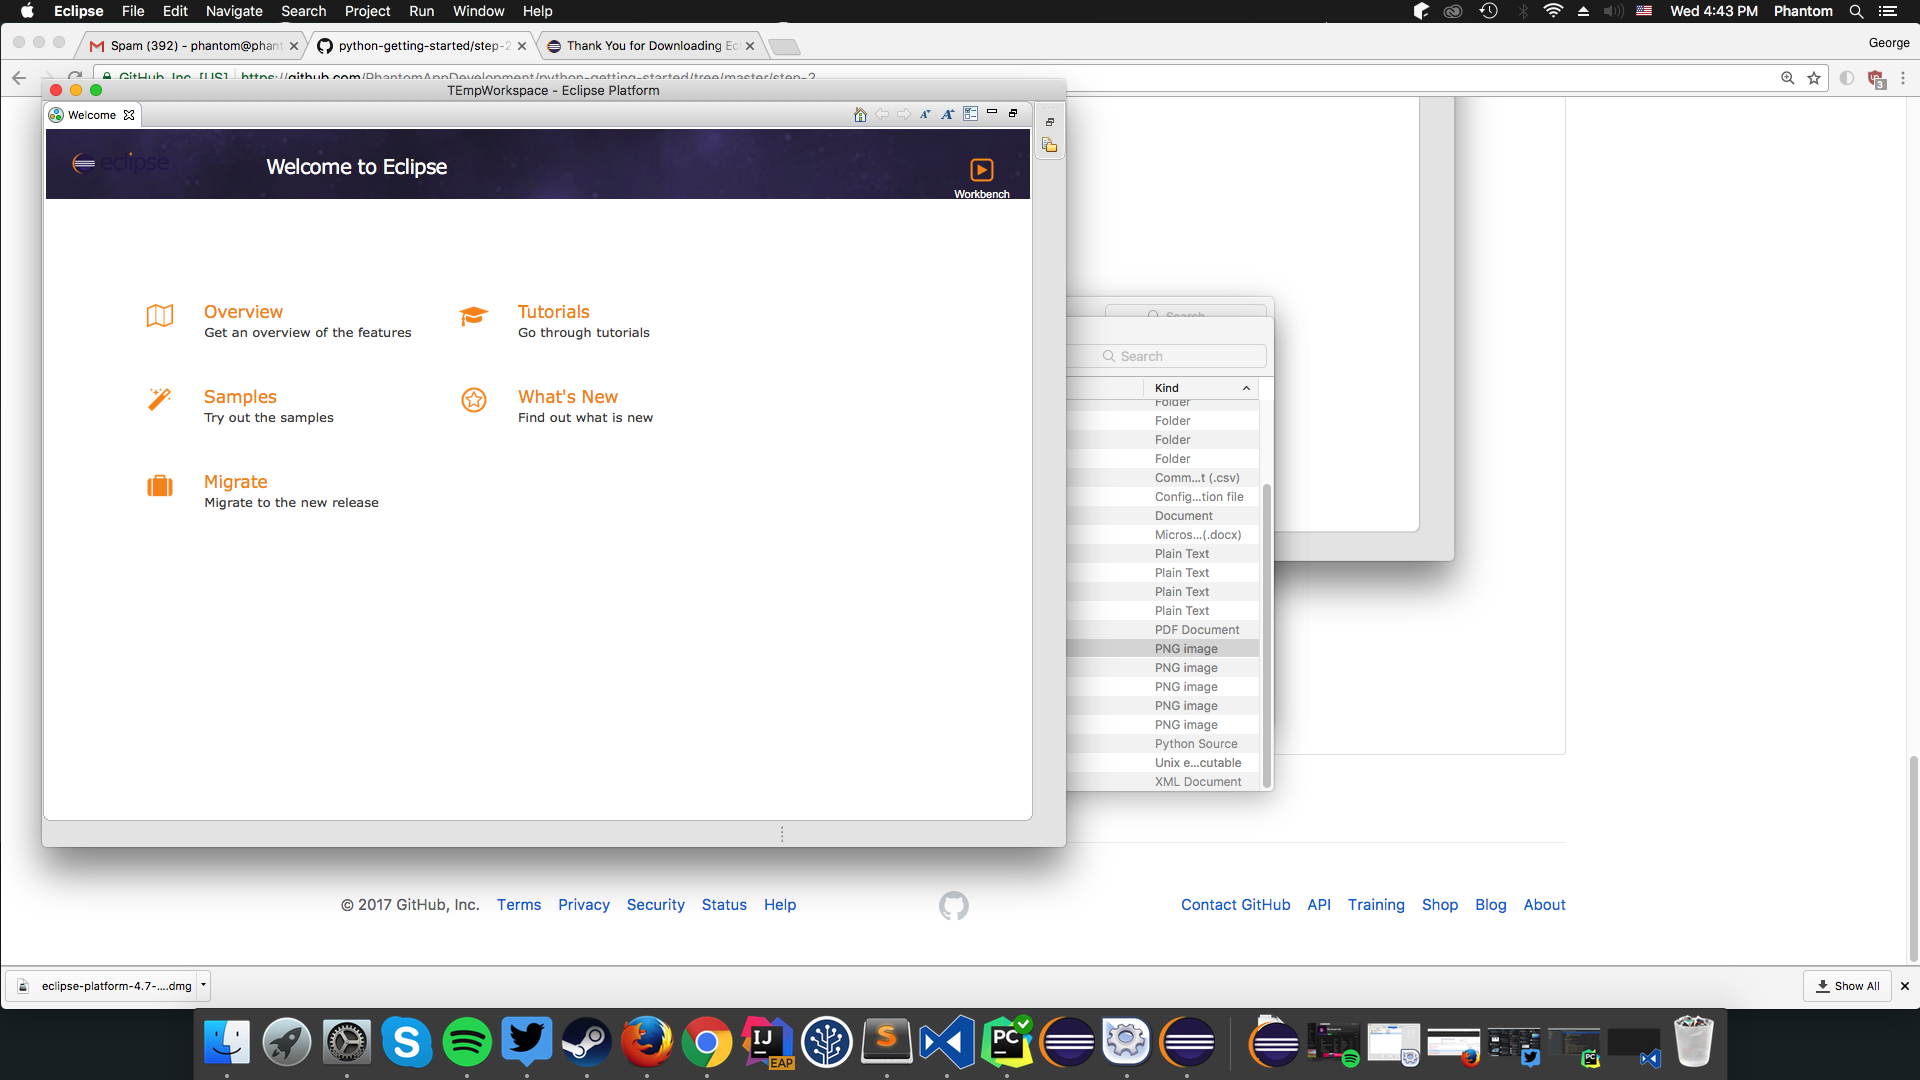 Eclipse File Edit Navigate Search Project Run Window Help
Wed 4:43 PM Phantom
Spam (392) - phantom@phan
python-getting-started/step-2
Thank You for Downloading Ecl
George
GitHub, Inc. [US] https://github.com/PhantomAppDevelopment/python-getting-started/tree/master/step-2
3
TEmpWorkspace - Eclipse Platform
Welcome
eclipse
Welcome to Eclipse
Workbench
Overview
Get an overview of the features
Tutorials
Go through tutorials
Samples
Try out the samples
What's New
Find out what is new
Migrate
Migrate to the new release
Search
Search
Kind
Folder
Folder
Folder
Folder
Comm...t (.csv)
Config...tion file
Document
Micros...(.docx)
Plain Text
Plain Text
Plain Text
Plain Text
PDF Document
PNG image
PNG image
PNG image
PNG image
PNG image
Python Source
Unix e...cutable
XML Document
© 2017 GitHub, Inc. Terms Privacy Security Status Help
Contact GitHub API Training Shop Blog About
eclipse-platform-4.7-....dmg
Show All
IJ
EAP
S
PC
PC